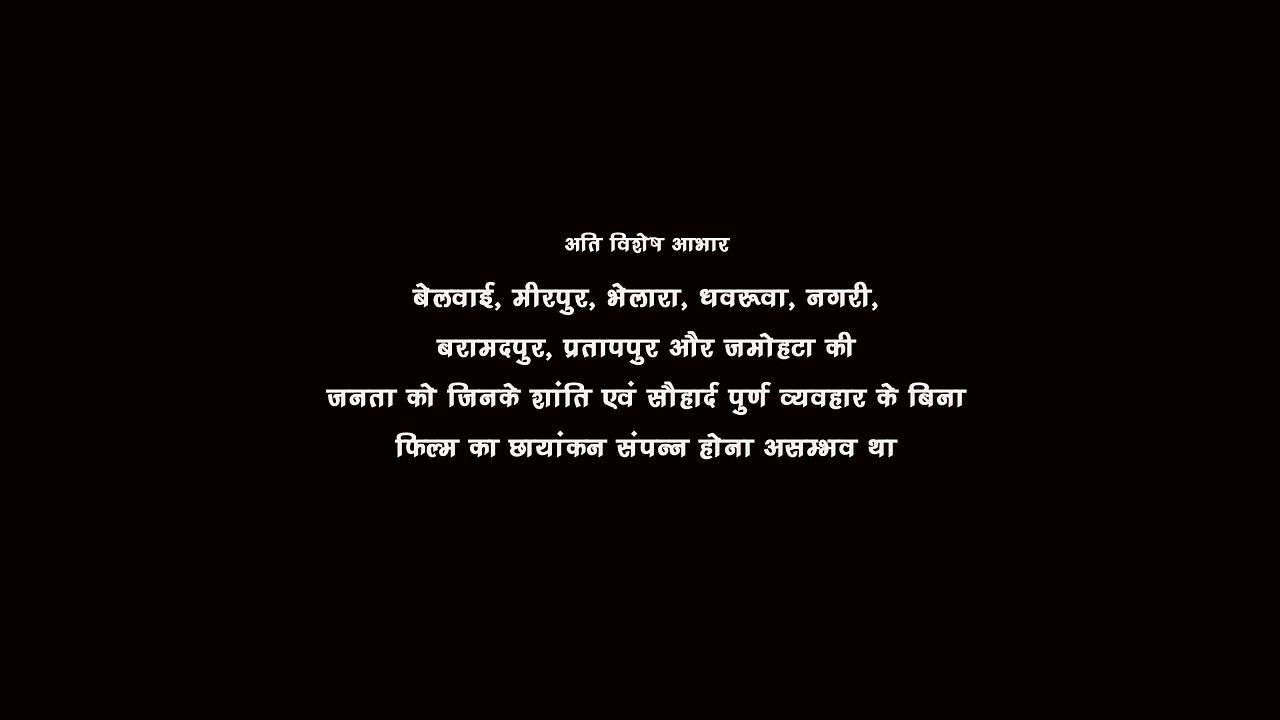 अति विशेष आभार
बेलवाई, मीरपुर, भेलारा, धवरूवा, नगरी,
बरामदपुर, प्रतापपुर और जमोहटा की
जनता को जिनके शांति एवं सौहार्द पुर्ण व्यवहार के बिना
फिल्म का छायांकन संपन्न होना असम्भव था